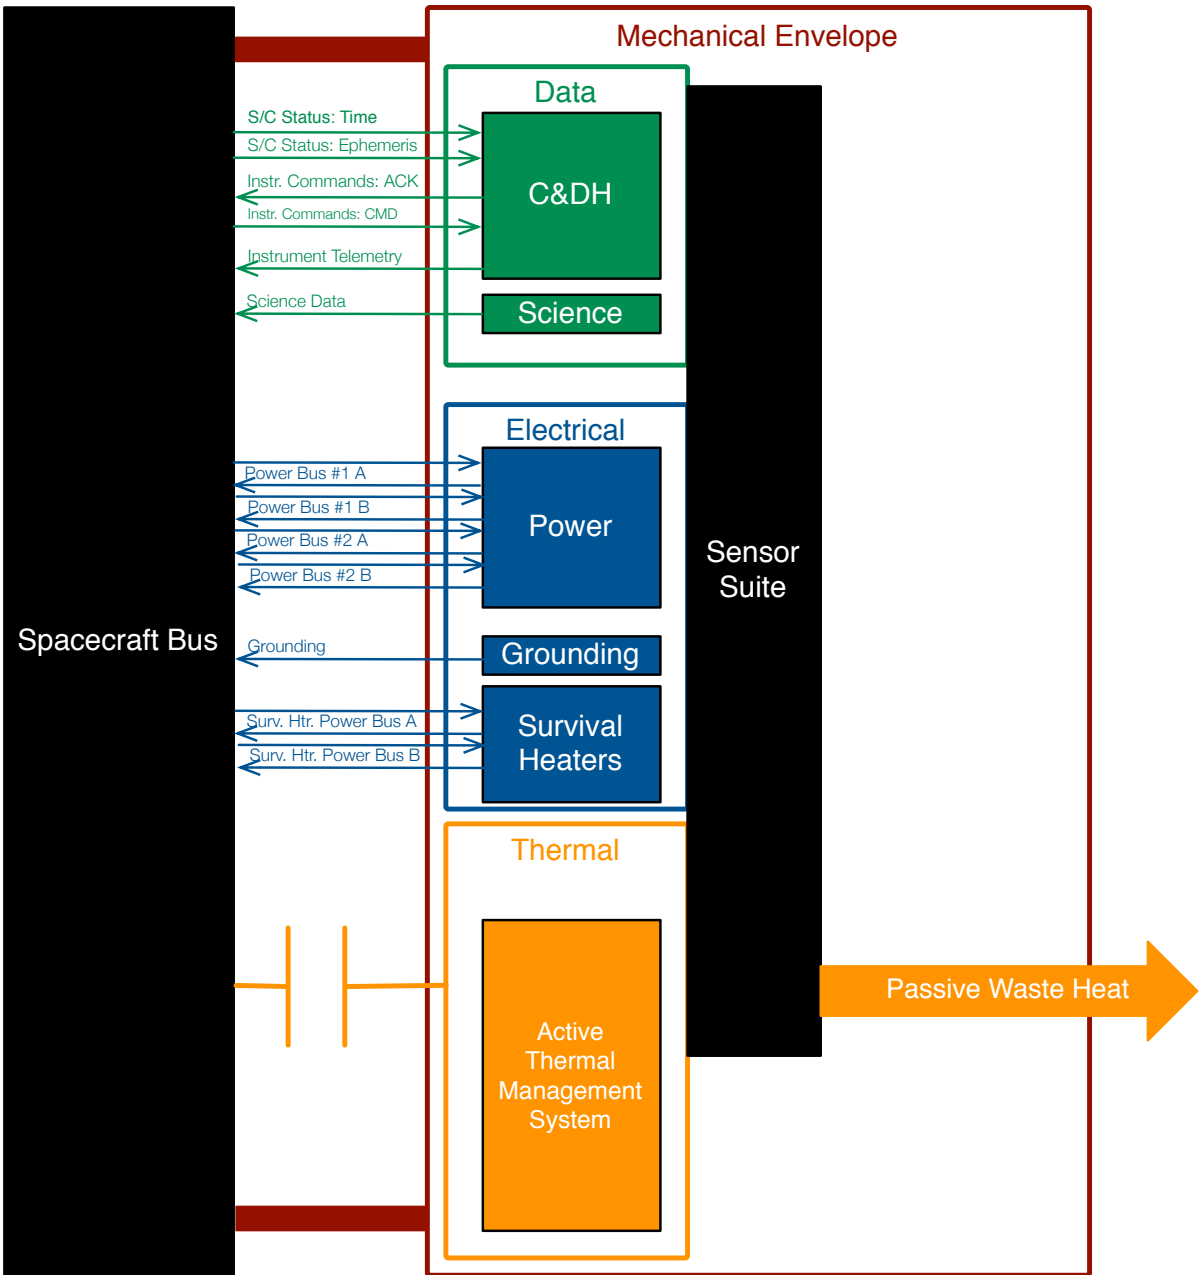 Mechanical Envelope
Data
S/C Status: Time
S/C Status: Ephemeris
Instr. Commands: ACK
C&DH
Instr. Commands: CMD
Instrument Telemetry
Science Data
Science
Electrical
Power Bus #1 A
Power Bus #1 B
Power
Power Bus #2 A
Power Bus #2 B
Sensor
Suite
Spacecraft Bus
Grounding
Grounding
Surv. Htr. Power Bus A
Surv. Htr. Power Bus B
Survival
Heaters
Thermal
Active
Thermal
Management
System
Passive Waste Heat